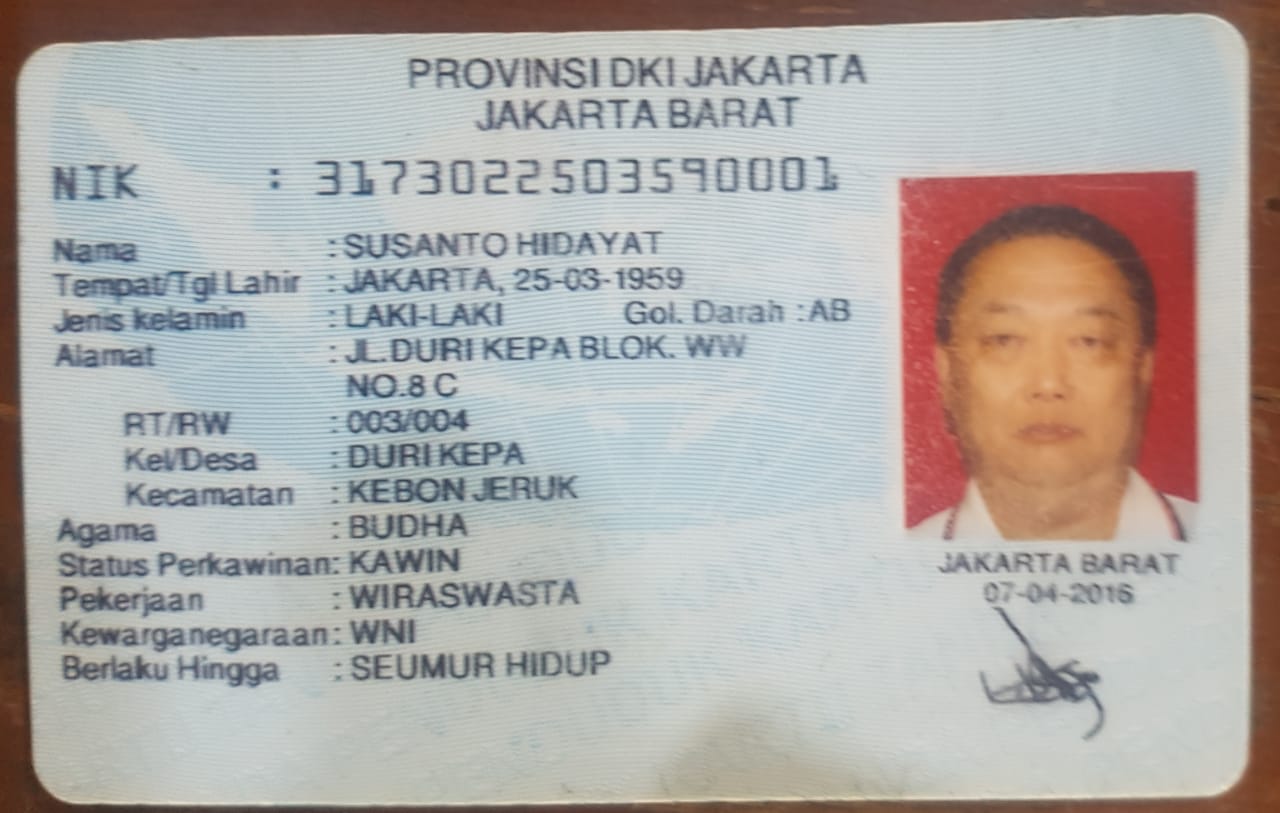 PROVINSI DKI JAKARTA
JAKARTA BARAT
NIK : 3173022503590001
Nama : SUSANTO HIDAYAT
Tempat/Tgl Lahir : JAKARTA, 25-03-1959
Jenis kelamin : LAKI-LAKI Gol. Darah : AB
Alamat : JL.DURI KEPA BLOK. WW
NO.8 C
RT/RW : 003/004
Kel/Desa : DURI KEPA
Kecamatan : KEBON JERUK
Agama : BUDHA
Status Perkawinan: KAWIN
Pekerjaan : WIRASWASTA
Kewarganegaraan: WNI
Berlaku Hingga : SEUMUR HIDUP
JAKARTA BARAT
07-04-2016